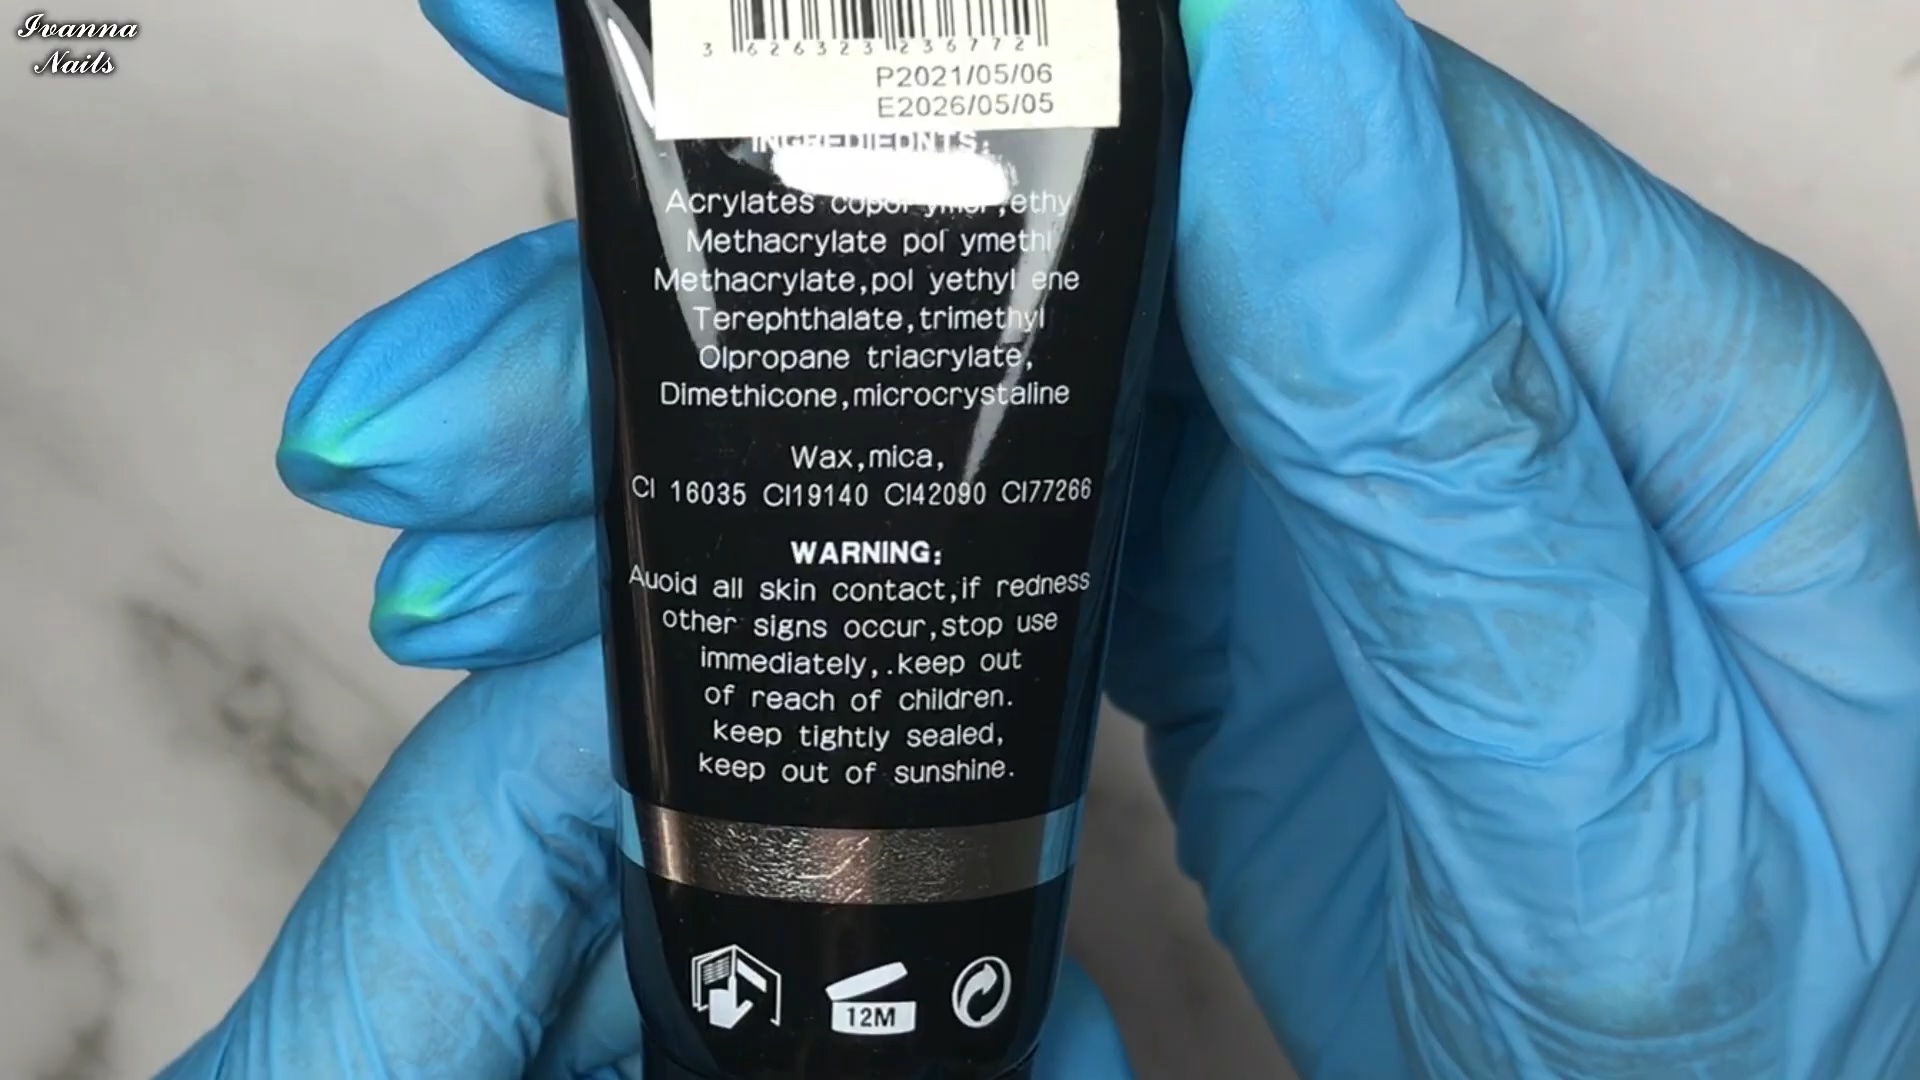 Ivanna
Nails
3 626323 236772
P2021/05/06
E2026/05/05
INGREDIEDNTS:
Acrylates copol ymer,ethy
Methacrylate pol ymethl
Methacrylate,pol yethyl ene
Terephthalate,trimethyl
Olpropane triacrylate,
Dimethicone,microcrystaline
Wax,mica,
CI 16035 CI19140 CI42090 CI77266
WARNING:
Auoid all skin contact,if redness
other signs occur,stop use
immediately,.keep out
of reach of children.
keep tightly sealed,
keep out of sunshine.
12M